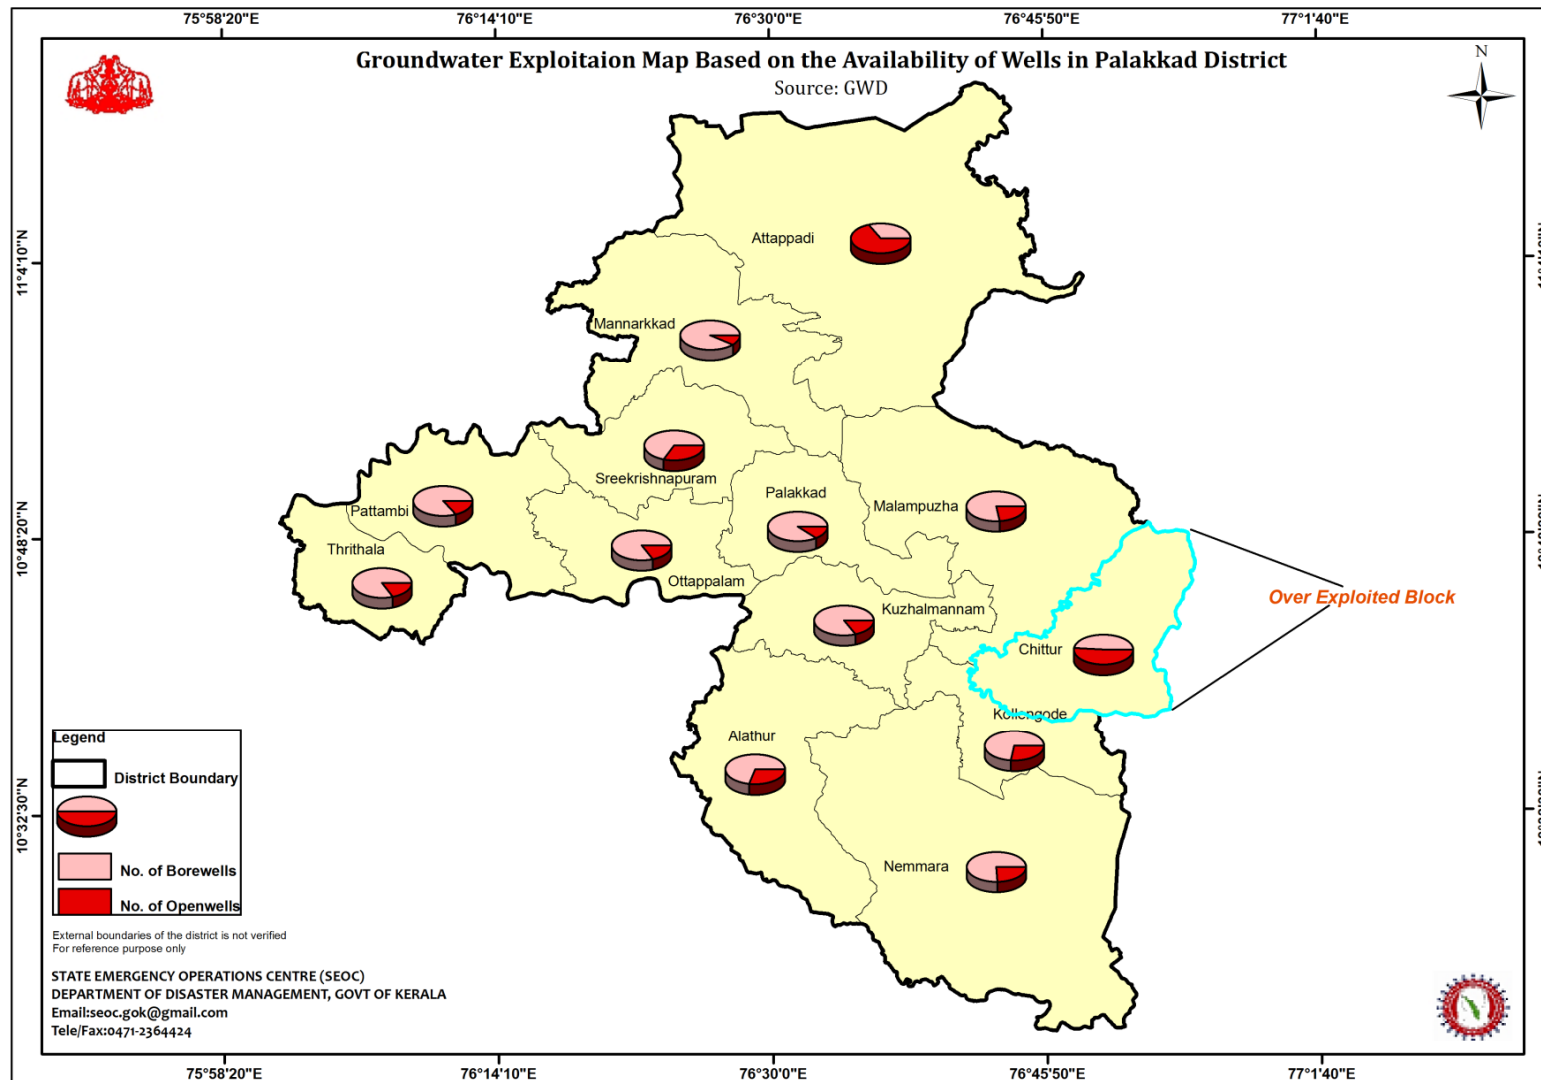 75°58'20"E
76°14'10"E
76°30'0"E
76°45'50"E
77°1'40"E
Groundwater Exploitaion Map Based on the Availability of Wells in Palakkad District
Source: GWD
N
Attappadi
11°4'10"N
Mannarkkad
Sreekrishnapuram
Palakkad
Malampuzha
Pattambi
10°48'20"N
Thrithala
Ottappalam
Kuzhalmannam
Over Exploited Block
Chittur
Kollengode
Alathur
Legend
District Boundary
10°32'30"N
No. of Borewells
No. of Openwells
Nemmara
External boundaries of the district is not verified
For reference purpose only
STATE EMERGENCY OPERATIONS CENTRE (SEOC)
DEPARTMENT OF DISASTER MANAGEMENT, GOVT OF KERALA
Email:seoc.gok@gmail.com
Tele/Fax:0471-2364424
75°58'20"E
76°14'10"E
76°30'0"E
76°45'50"E
77°1'40"E